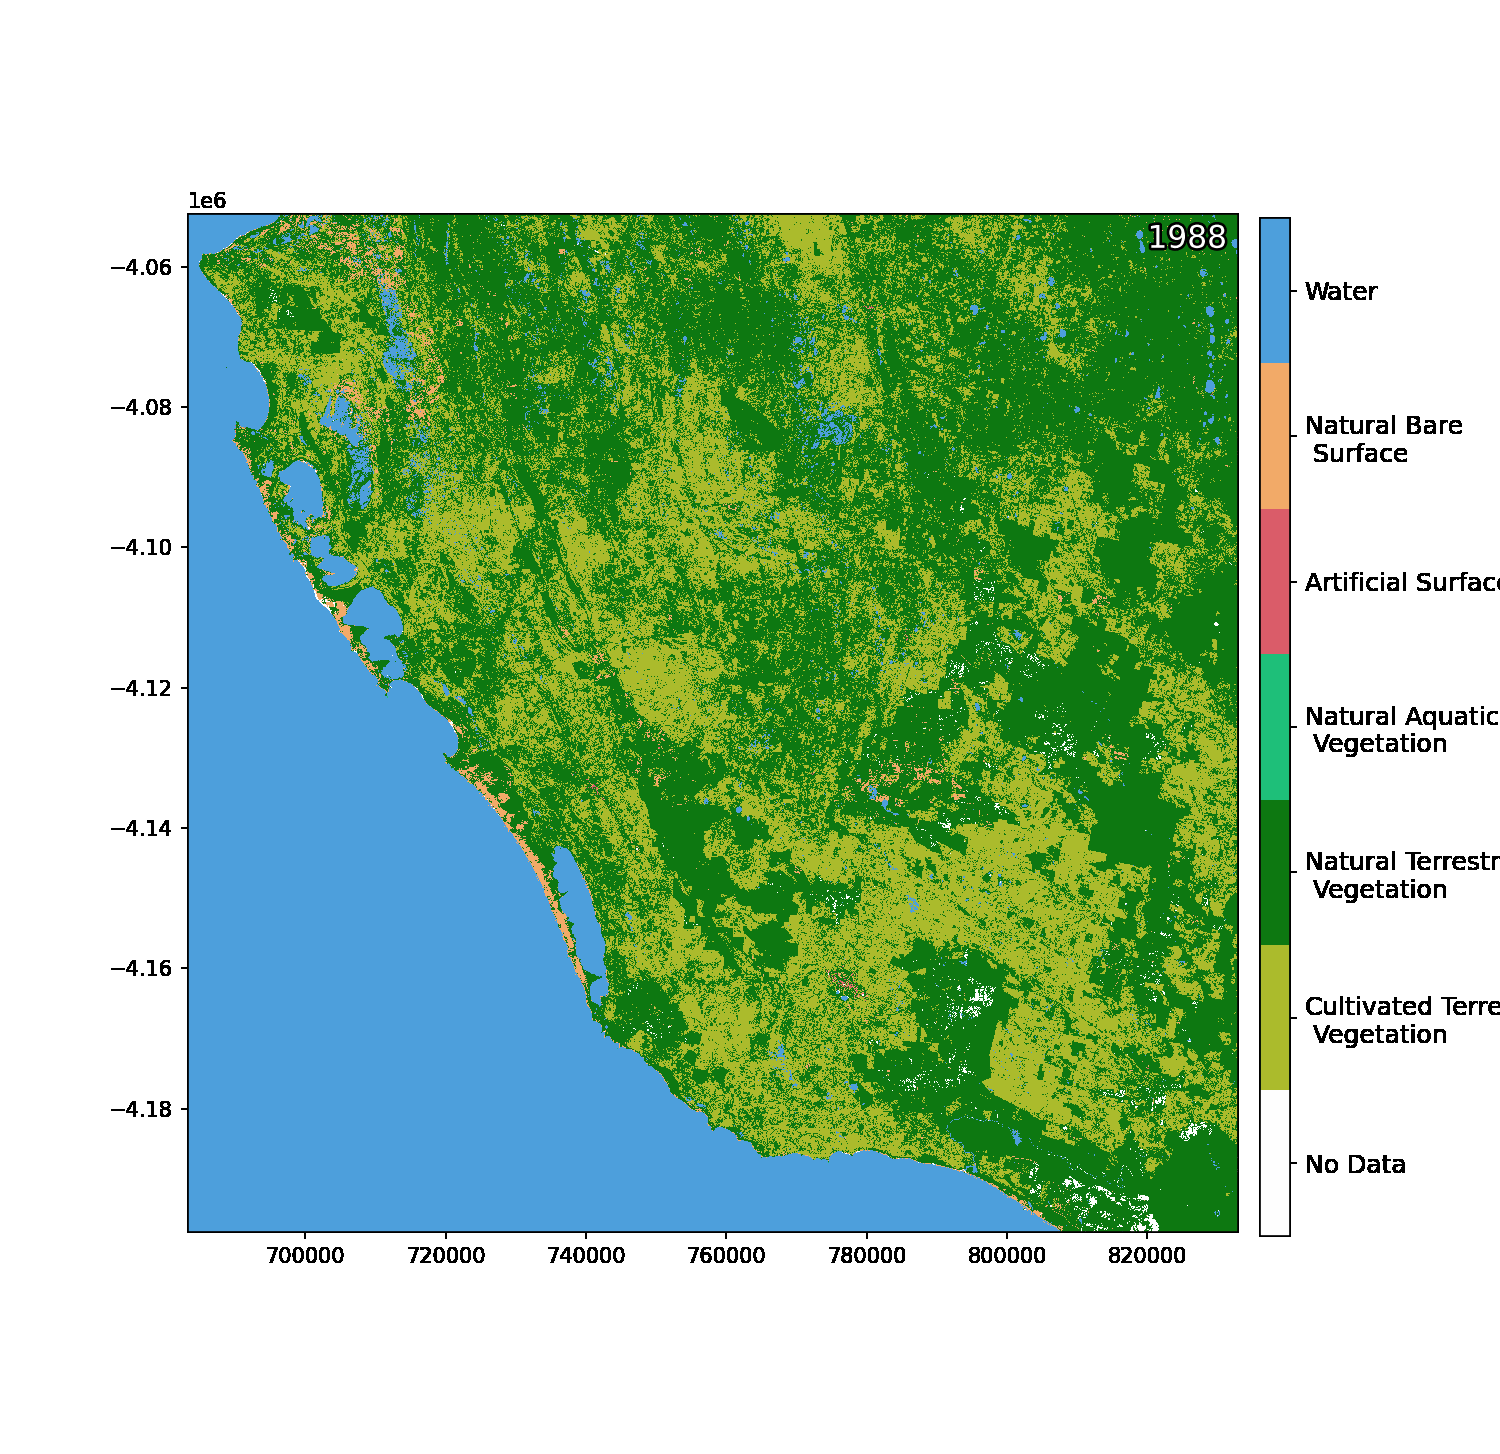 1e6
1988
−4.06
−4.08
−4.10
−4.12
−4.14
−4.16
−4.18
700000 720000 740000 760000 780000 800000 820000
Water
Natural Bare
Surface
Artificial Surfac
Natural Aquatic
Vegetation
Natural Terrestr
Vegetation
Cultivated Terre
Vegetation
No Data